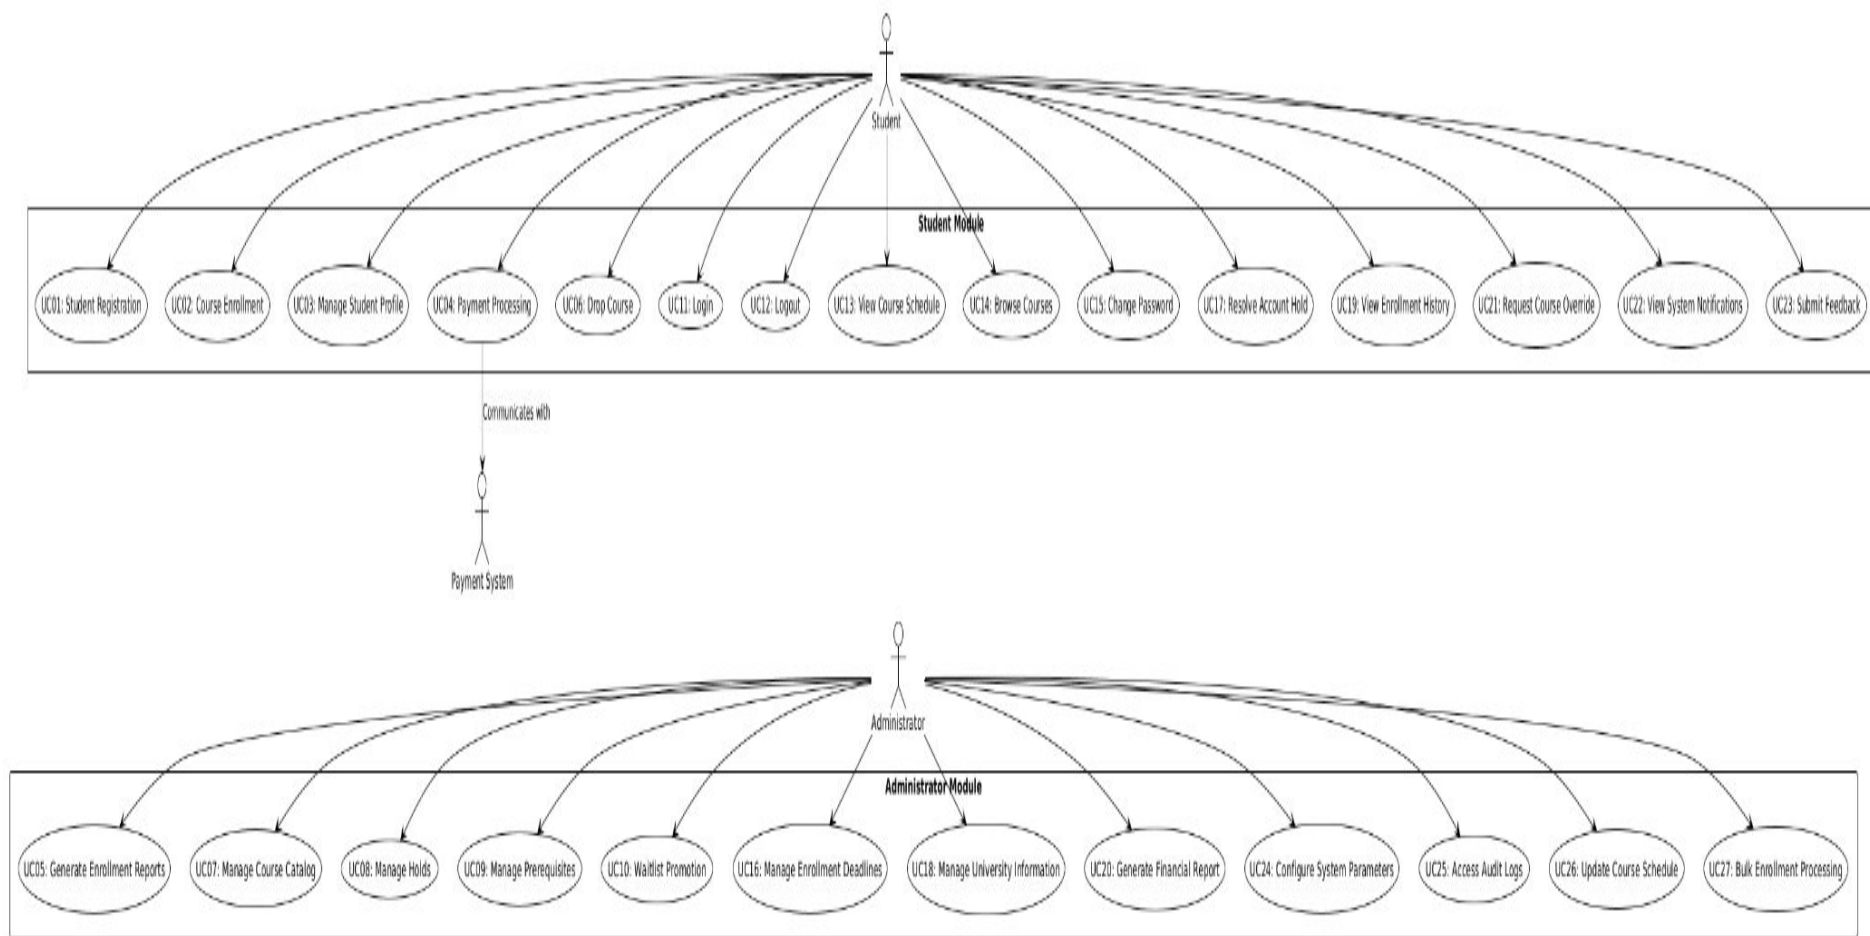 Student
Student Module
UC01: Student Registration
UC02: Course Enrollment
UC03: Manage Student Profile
UC04: Payment Processing
UC06: Drop Course
UC11: Login
UC12: Logout
UC13: View Course Schedule
UC14: Browse Courses
UC15: Change Password
UC17: Resolve Account Hold
UC19: View Enrollment History
UC21: Request Course Override
UC22: View System Notifications
UC23: Submit Feedback
Communicates with
Payment System
Administrator
Administrator Module
UC05: Generate Enrollment Reports
UC07: Manage Course Catalog
UC08: Manage Holds
UC09: Manage Prerequisites
UC10: Waitlist Promotion
UC16: Manage Enrollment Deadlines
UC18: Manage University Information
UC20: Generate Financial Report
UC24: Configure System Parameters
UC25: Access Audit Logs
UC26: Update Course Schedule
UC27: Bulk Enrollment Processing